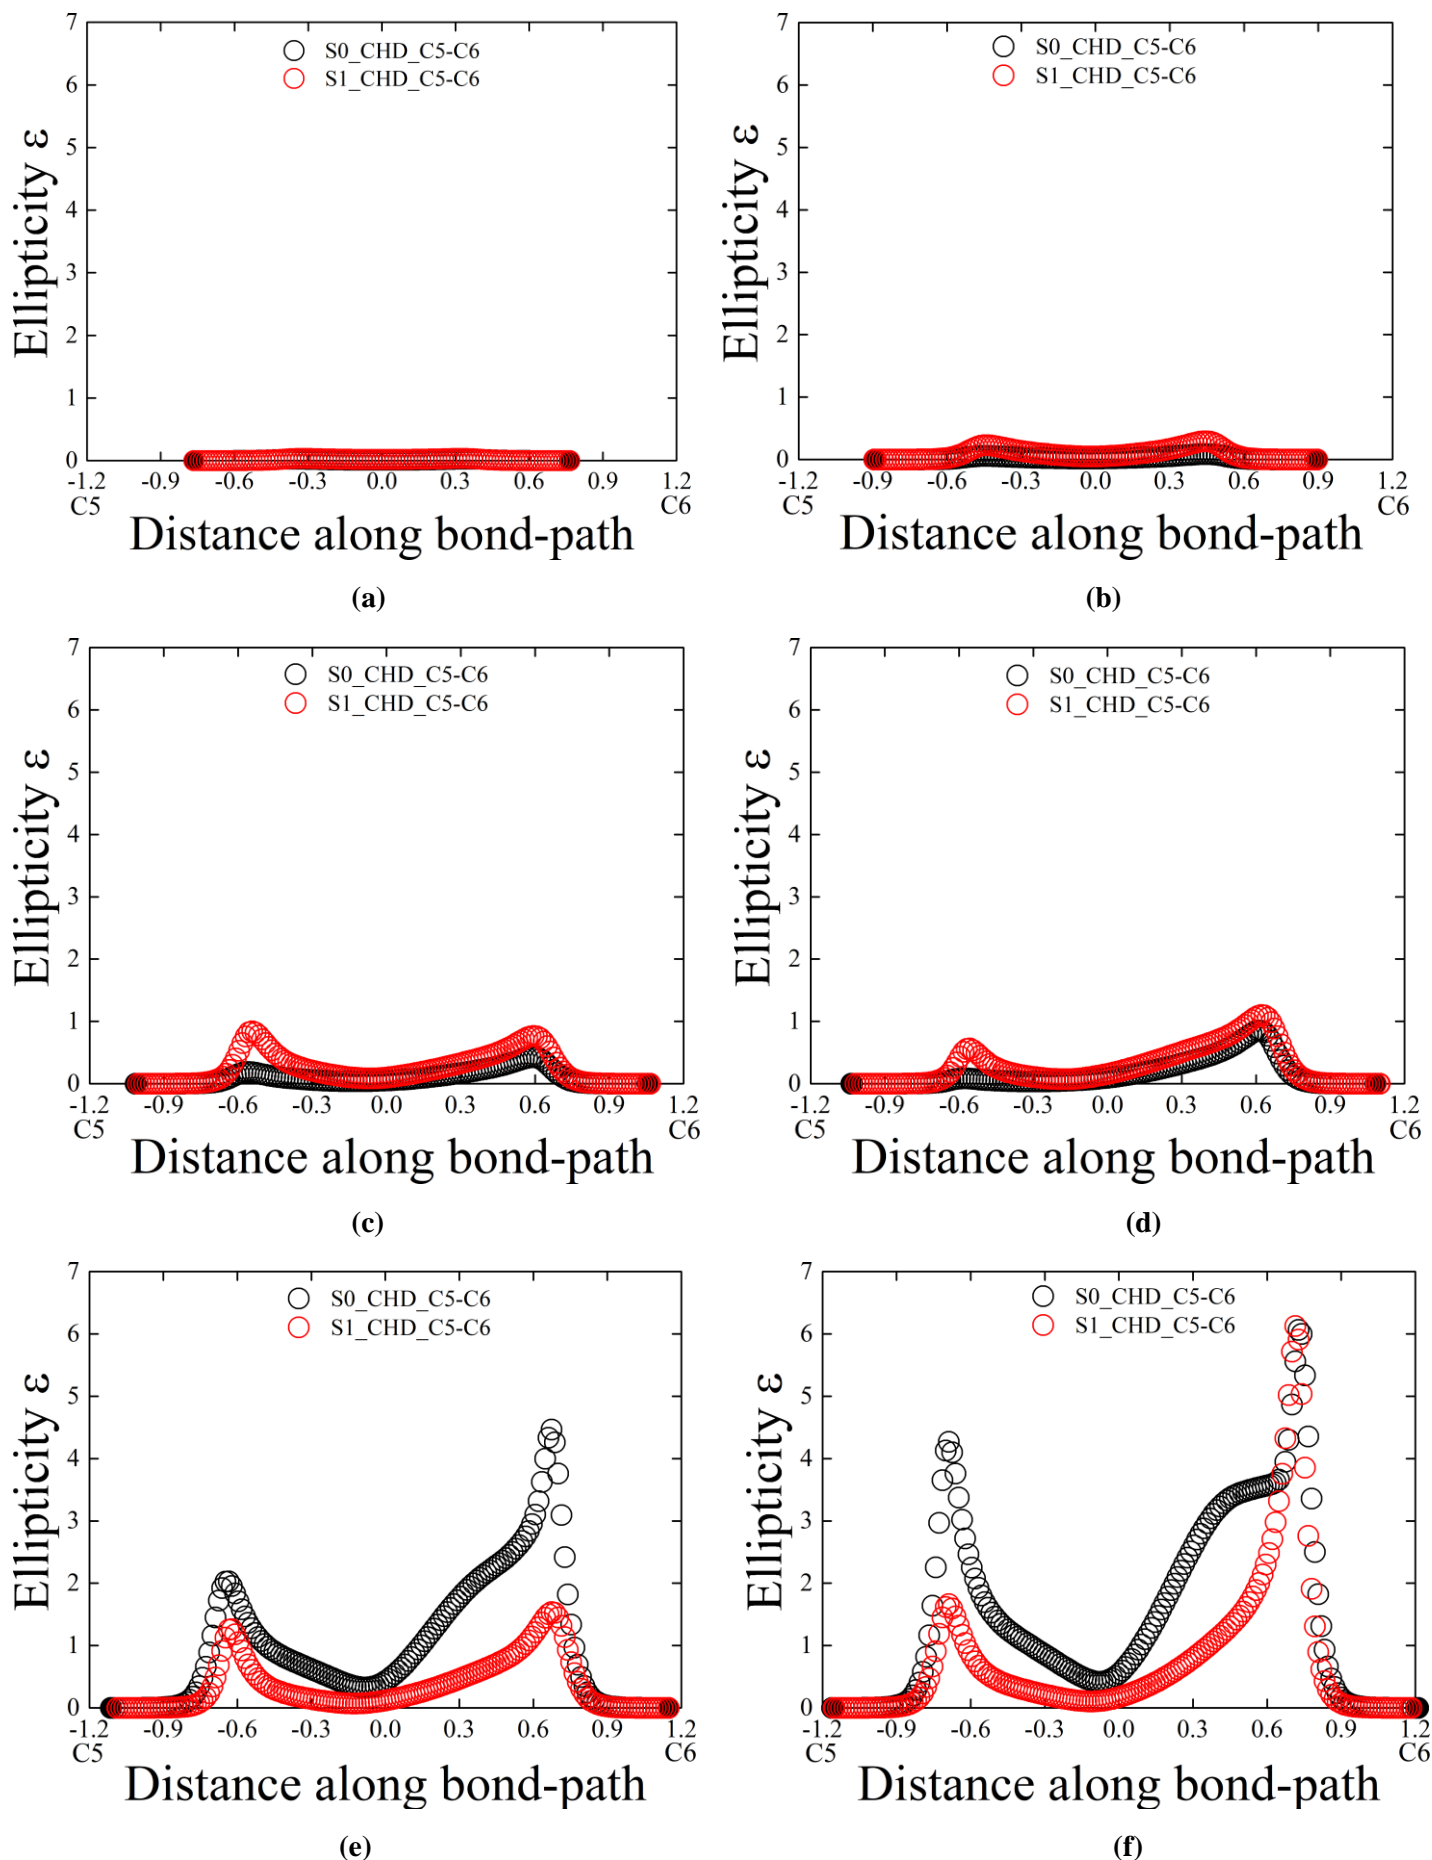 7
6
5
4
3
2
1
0
Ellipticity ε
S0_CHD_C5-C6
S1_CHD_C5-C6
-1.2 -0.9 -0.6 -0.3 0.0 0.3 0.6 0.9 1.2
C5 C6
Distance along bond-path
(a)
7
6
5
4
3
2
1
0
Ellipticity ε
S0_CHD_C5-C6
S1_CHD_C5-C6
-1.2 -0.9 -0.6 -0.3 0.0 0.3 0.6 0.9 1.2
C5 C6
Distance along bond-path
(b)
7
6
5
4
3
2
1
0
Ellipticity ε
S0_CHD_C5-C6
S1_CHD_C5-C6
-1.2 -0.9 -0.6 -0.3 0.0 0.3 0.6 0.9 1.2
C5 C6
Distance along bond-path
(c)
7
6
5
4
3
2
1
0
Ellipticity ε
S0_CHD_C5-C6
S1_CHD_C5-C6
-1.2 -0.9 -0.6 -0.3 0.0 0.3 0.6 0.9 1.2
C5 C6
Distance along bond-path
(d)
7
6
5
4
3
2
1
0
Ellipticity ε
S0_CHD_C5-C6
S1_CHD_C5-C6
-1.2 -0.9 -0.6 -0.3 0.0 0.3 0.6 0.9 1.2
C5 C6
Distance along bond-path
(e)
7
6
5
4
3
2
1
0
Ellipticity ε
S0_CHD_C5-C6
S1_CHD_C5-C6
-1.2 -0.9 -0.6 -0.3 0.0 0.3 0.6 0.9 1.2
C5 C6
Distance along bond-path
(f)